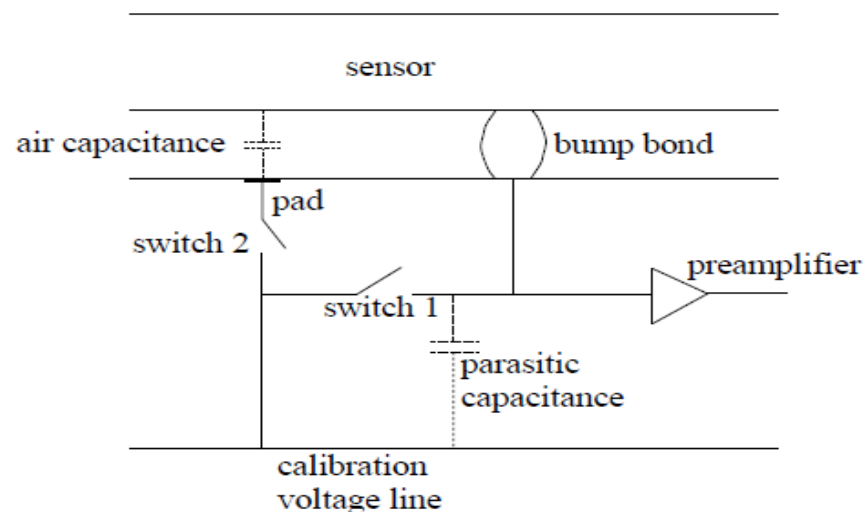 sensor
air capacitance
bump bond
pad
switch 2
preamplifier
switch 1
parasitic
capacitance
calibration
voltage line